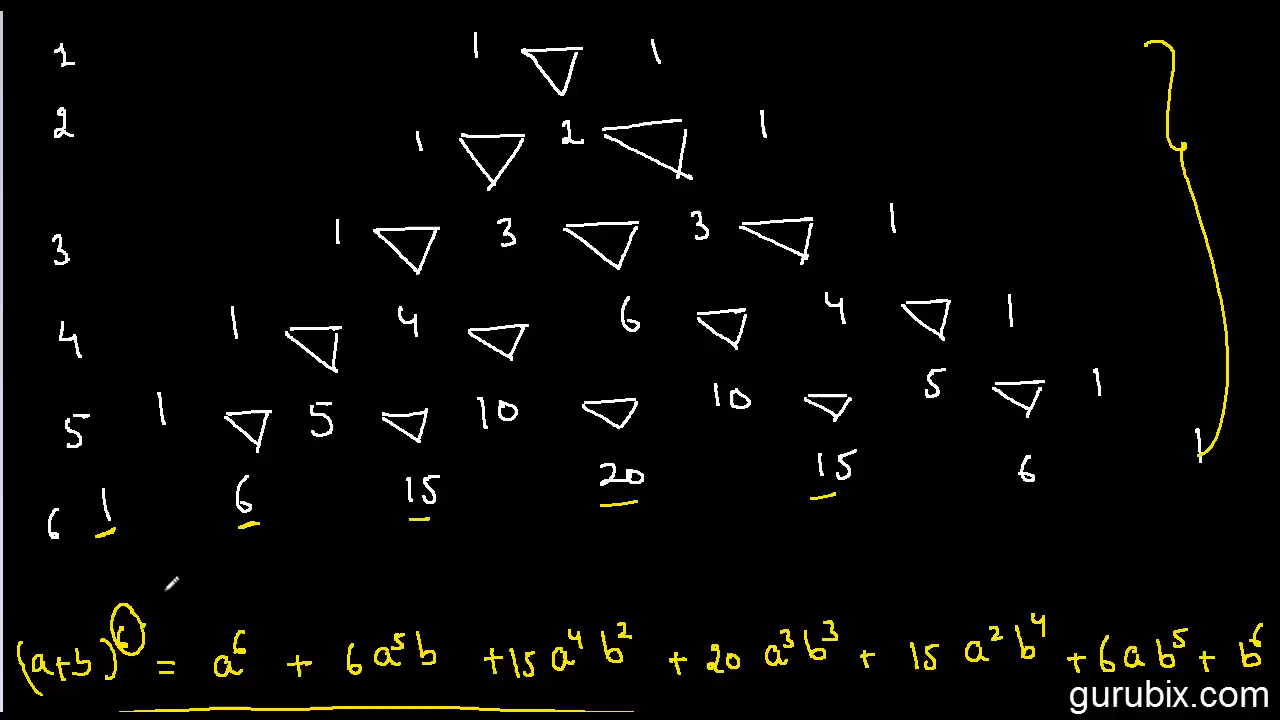 1 1 1
2 1 2 1
3 1 3 3 1
4 1 4 6 4 1
5 1 5 10 10 5 1
6 1 6 15 20 15 6 1
(a+b)⁶ = a⁶ + 6a⁵b + 15a⁴b² + 20a³b³ + 15a²b⁴ + 6ab⁵ + b⁶
gurubix.com